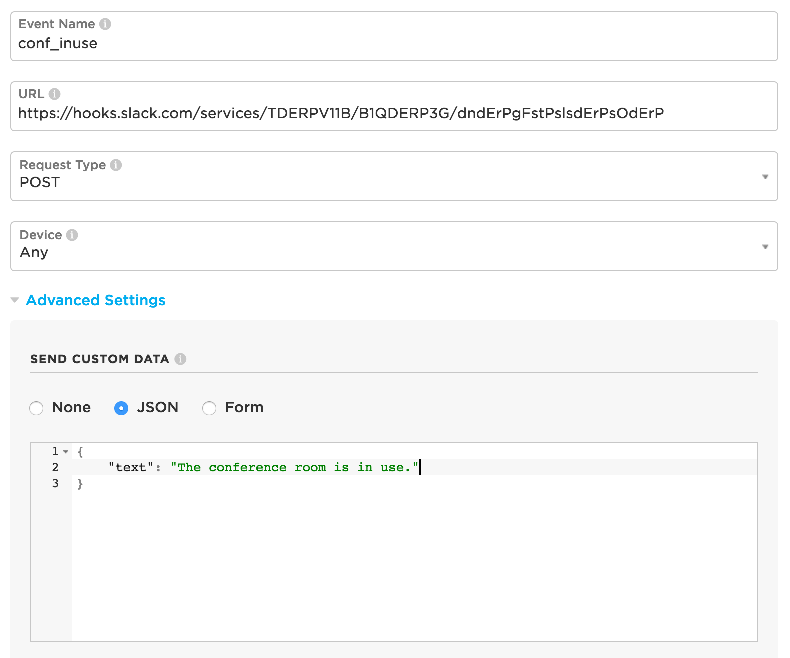 Event Name
conf_inuse
URL
https://hooks.slack.com/services/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
Request Type
POST
Device
Any
Advanced Settings
SEND CUSTOM DATA
None JSON Form
1 {
2 "text": "The conference room is in use."
3 }